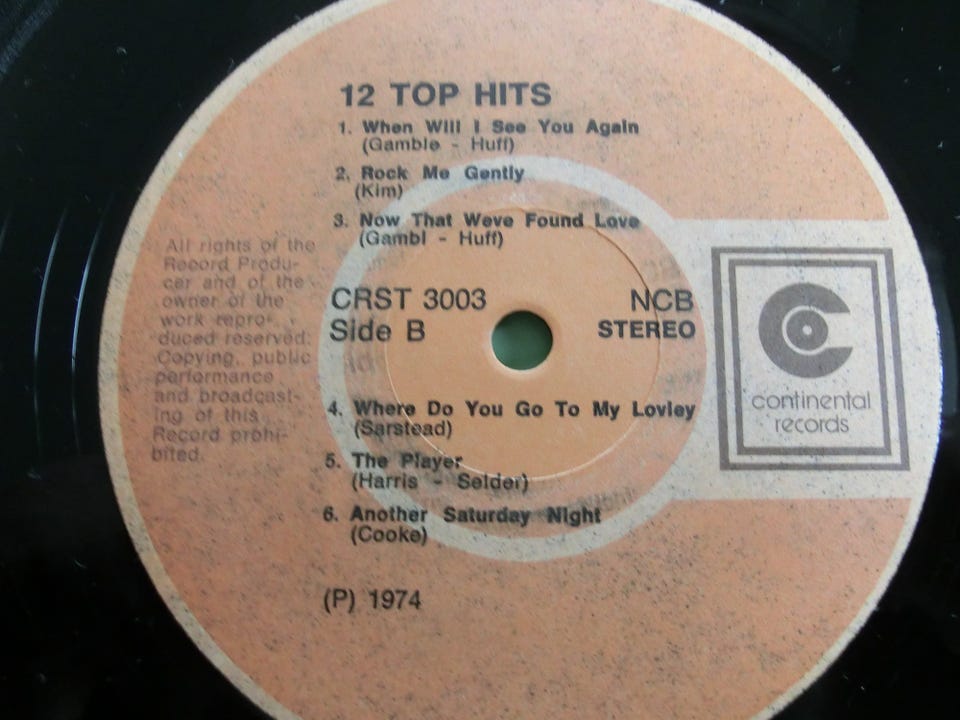 12 TOP HITS
1. When Will I See You Again
(Gamble - Huff)
2. Rock Me Gently
(Kim)
3. Now That Weve Found Love
(Gambl - Huff)
All rights of the
Record Produ-
cer and of the
owner of the
work repro-
duced reserved.
Copying, public
performance
and broadcast-
ing of this
Record prohi-
bited.
CRST 3003
Side B
NCB
STEREO
continental
records
4. Where Do You Go To My Lovley
(Sarstead)
5. The Player
(Harris - Selder)
6. Another Saturday Night
(Cooke)
(P) 1974